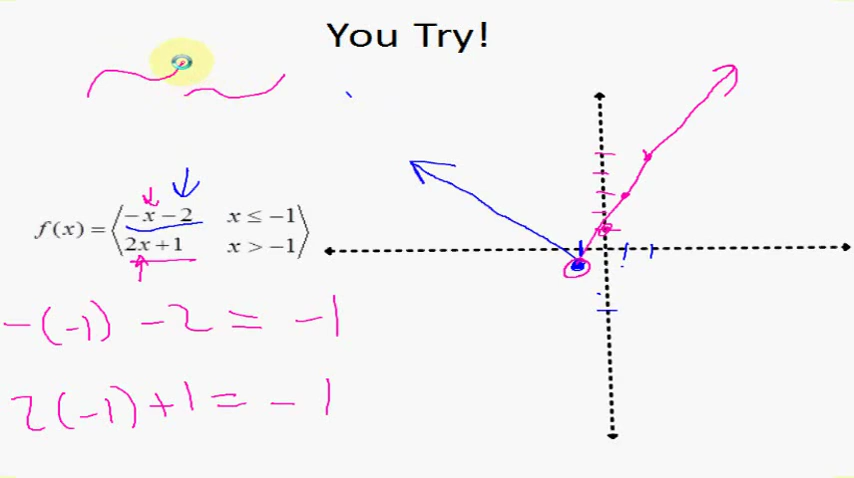 You Try!
f(x) = ⟨ −x − 2   x ≤ −1
2x + 1   x > −1 ⟩
-(-1) - 2 = -1
2(-1) + 1 = -1